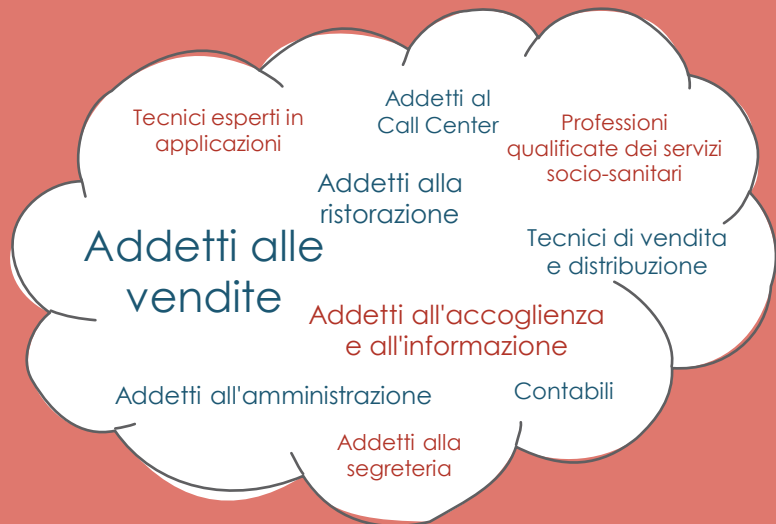 Tecnici esperti in
applicazioni
Addetti al
Call Center
Professioni
qualificate dei servizi
socio-sanitari
Addetti alla
ristorazione
Addetti alle
vendite
Tecnici di vendita
e distribuzione
Addetti all'accoglienza
e all'informazione
Addetti all'amministrazione
Contabili
Addetti alla
segreteria